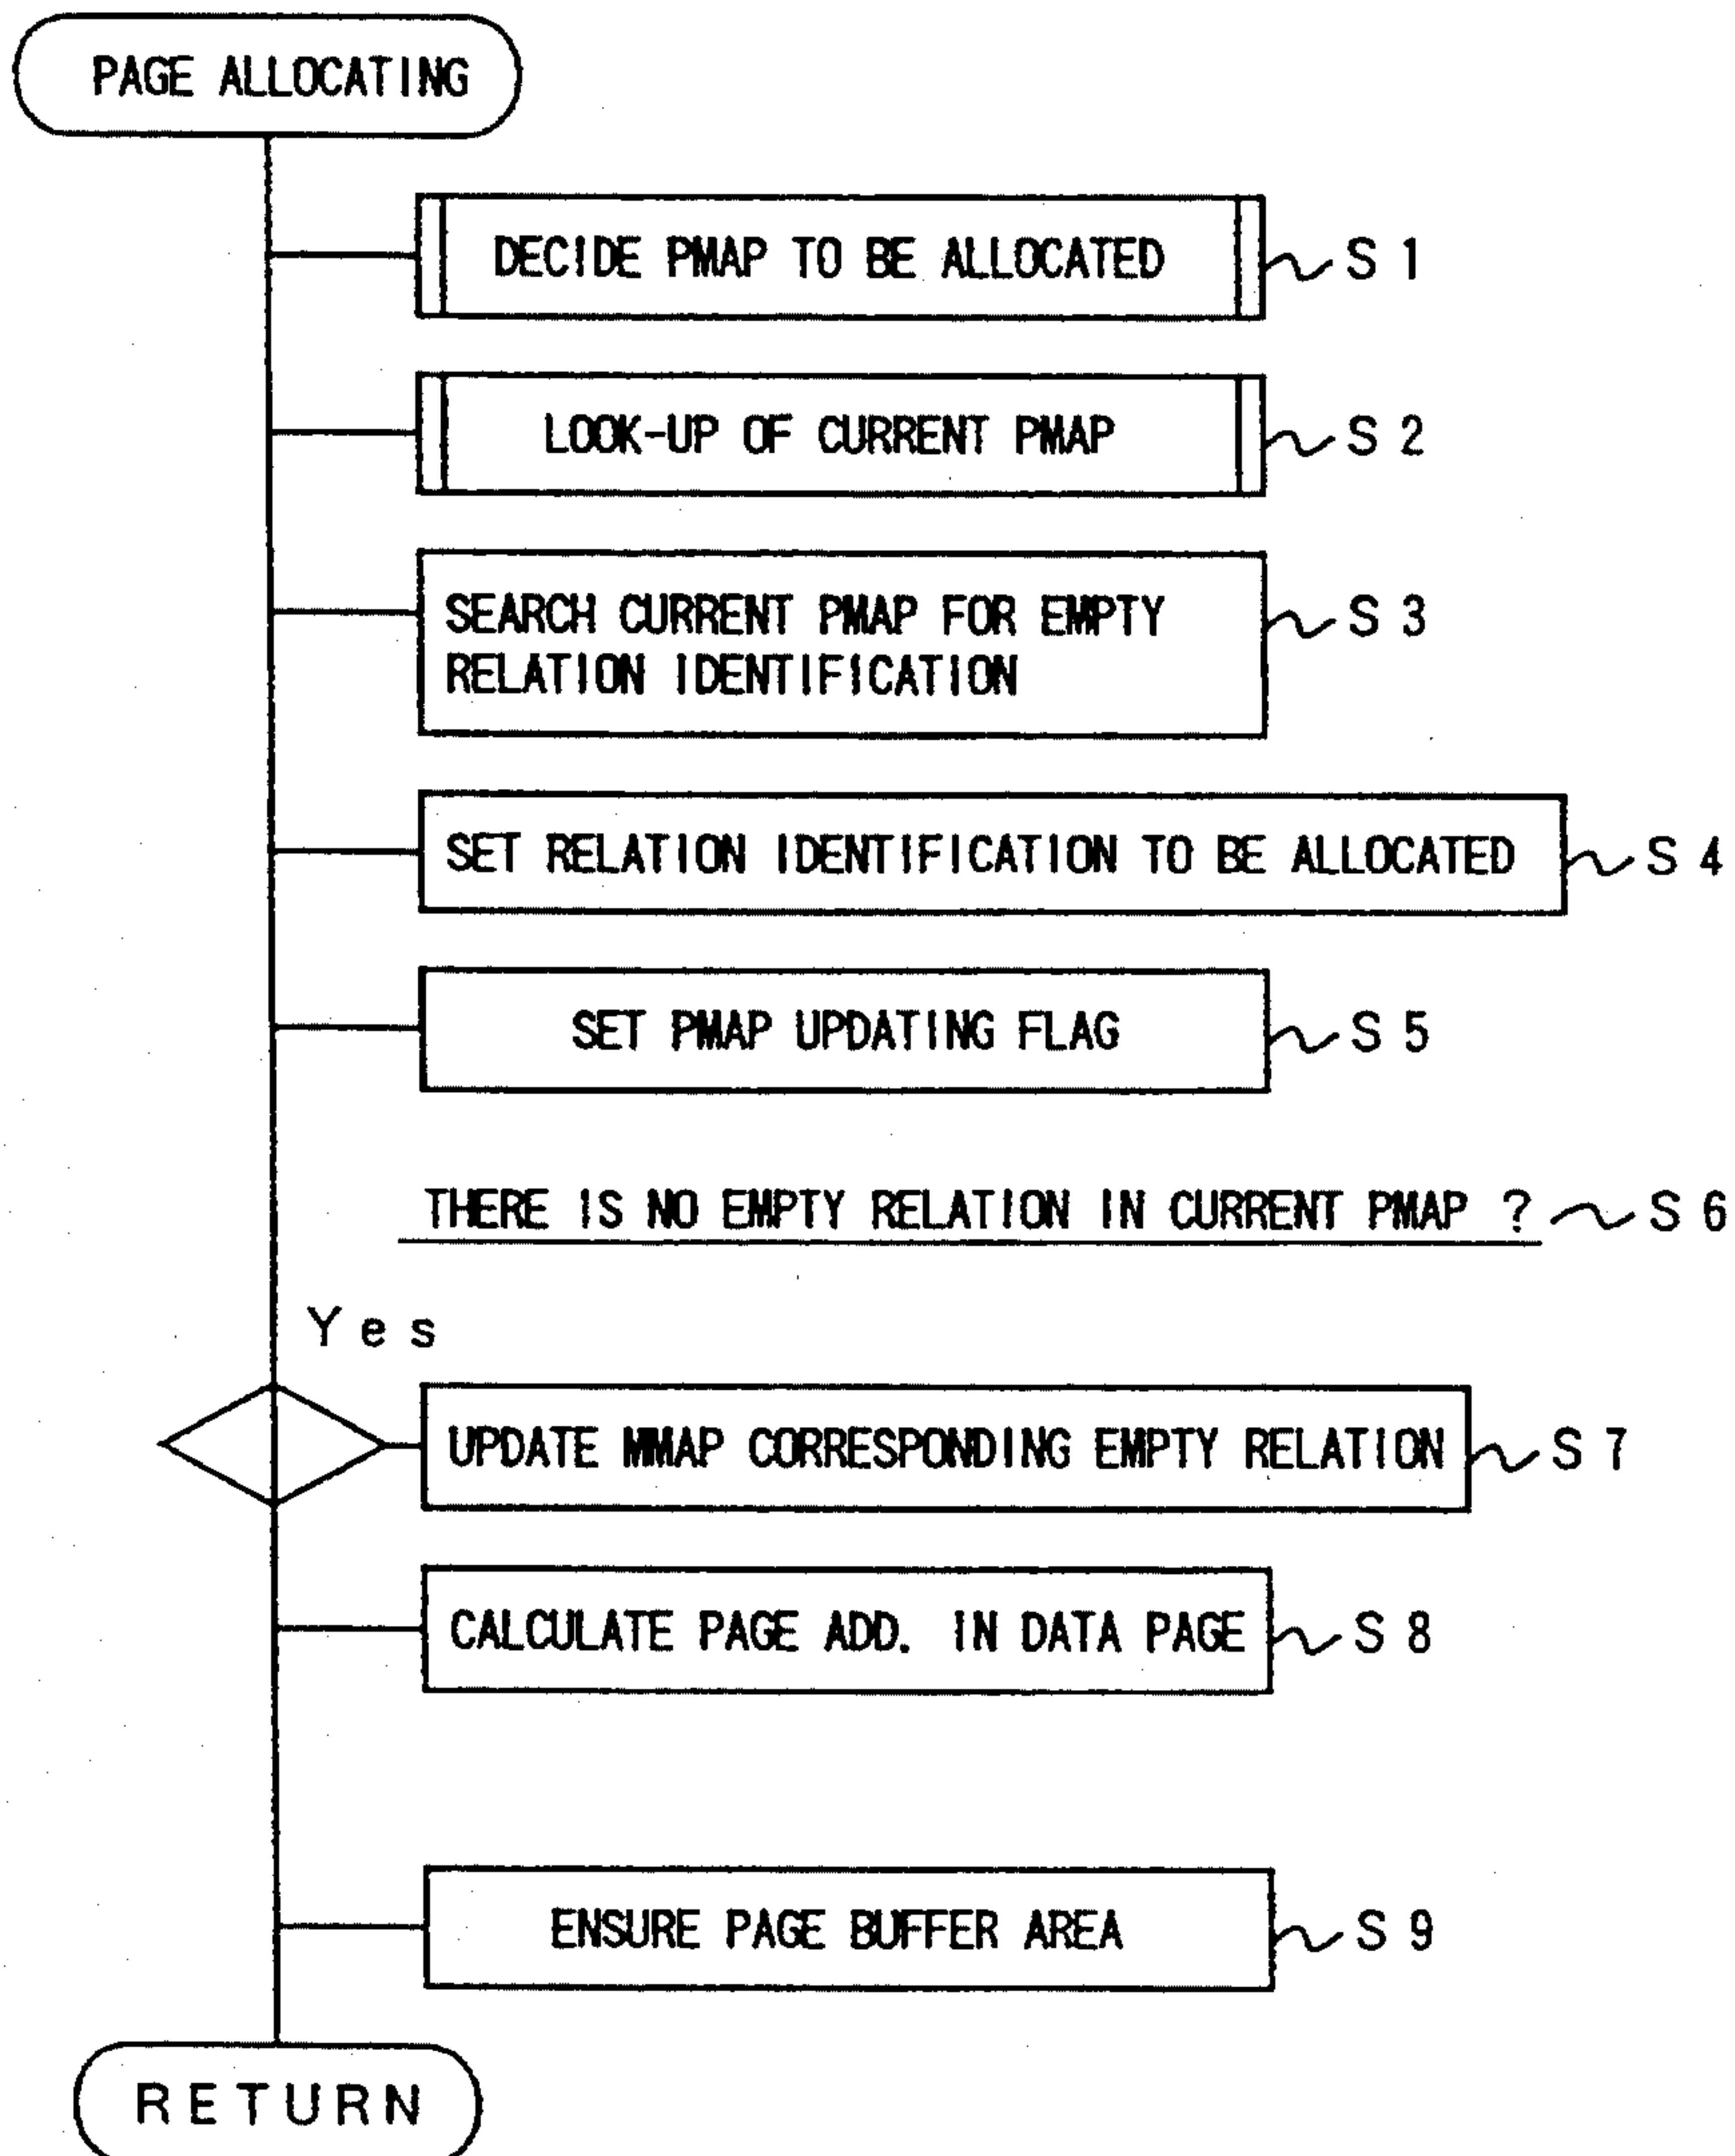 PAGE ALLOCATING
DECIDE PMAP TO BE ALLOCATED
S 1
LOOK-UP OF CURRENT PMAP
S 2
SEARCH CURRENT PMAP FOR EMPTY
RELATION IDENTIFICATION
S 3
SET RELATION IDENTIFICATION TO BE ALLOCATED
S 4
SET PMAP UPDATING FLAG
S 5
THERE IS NO EMPTY RELATION IN CURRENT PMAP ?
S 6
Yes
UPDATE MMAP CORRESPONDING EMPTY RELATION
S 7
CALCULATE PAGE ADD. IN DATA PAGE
S 8
ENSURE PAGE BUFFER AREA
S 9
RETURN